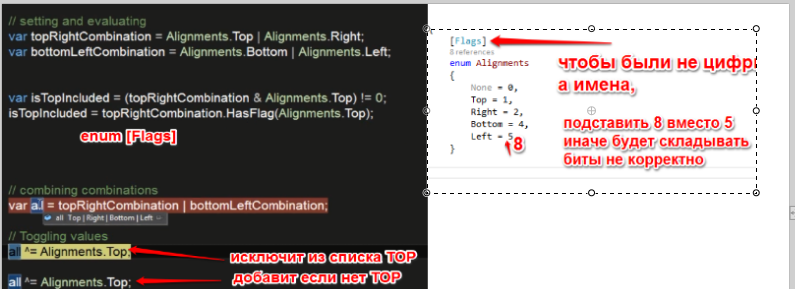 // setting and evaluating
var topRightCombination = Alignments.Top | Alignments.Right;
var bottomLeftCombination = Alignments.Bottom | Alignments.Left;
var isTopIncluded = (topRightCombination & Alignments.Top) != 0;
isTopIncluded = topRightCombination.HasFlag(Alignments.Top);
enum [Flags]
// combining combinations
var all = topRightCombination | bottomLeftCombination;
all Top | Right | Bottom | Left
// Toggling values
all ^= Alignments.Top;
исключит из списка TOP
добавит если нет TOP
all ^= Alignments.Top;
[Flags]
8 references
enum Alignments
{
None = 0,
Top = 1,
Right = 2,
Bottom = 4,
Left = 5,
8
}
чтобы были не цифры
а имена,
подставить 8 вместо 5
иначе будет складывать
биты не корректно